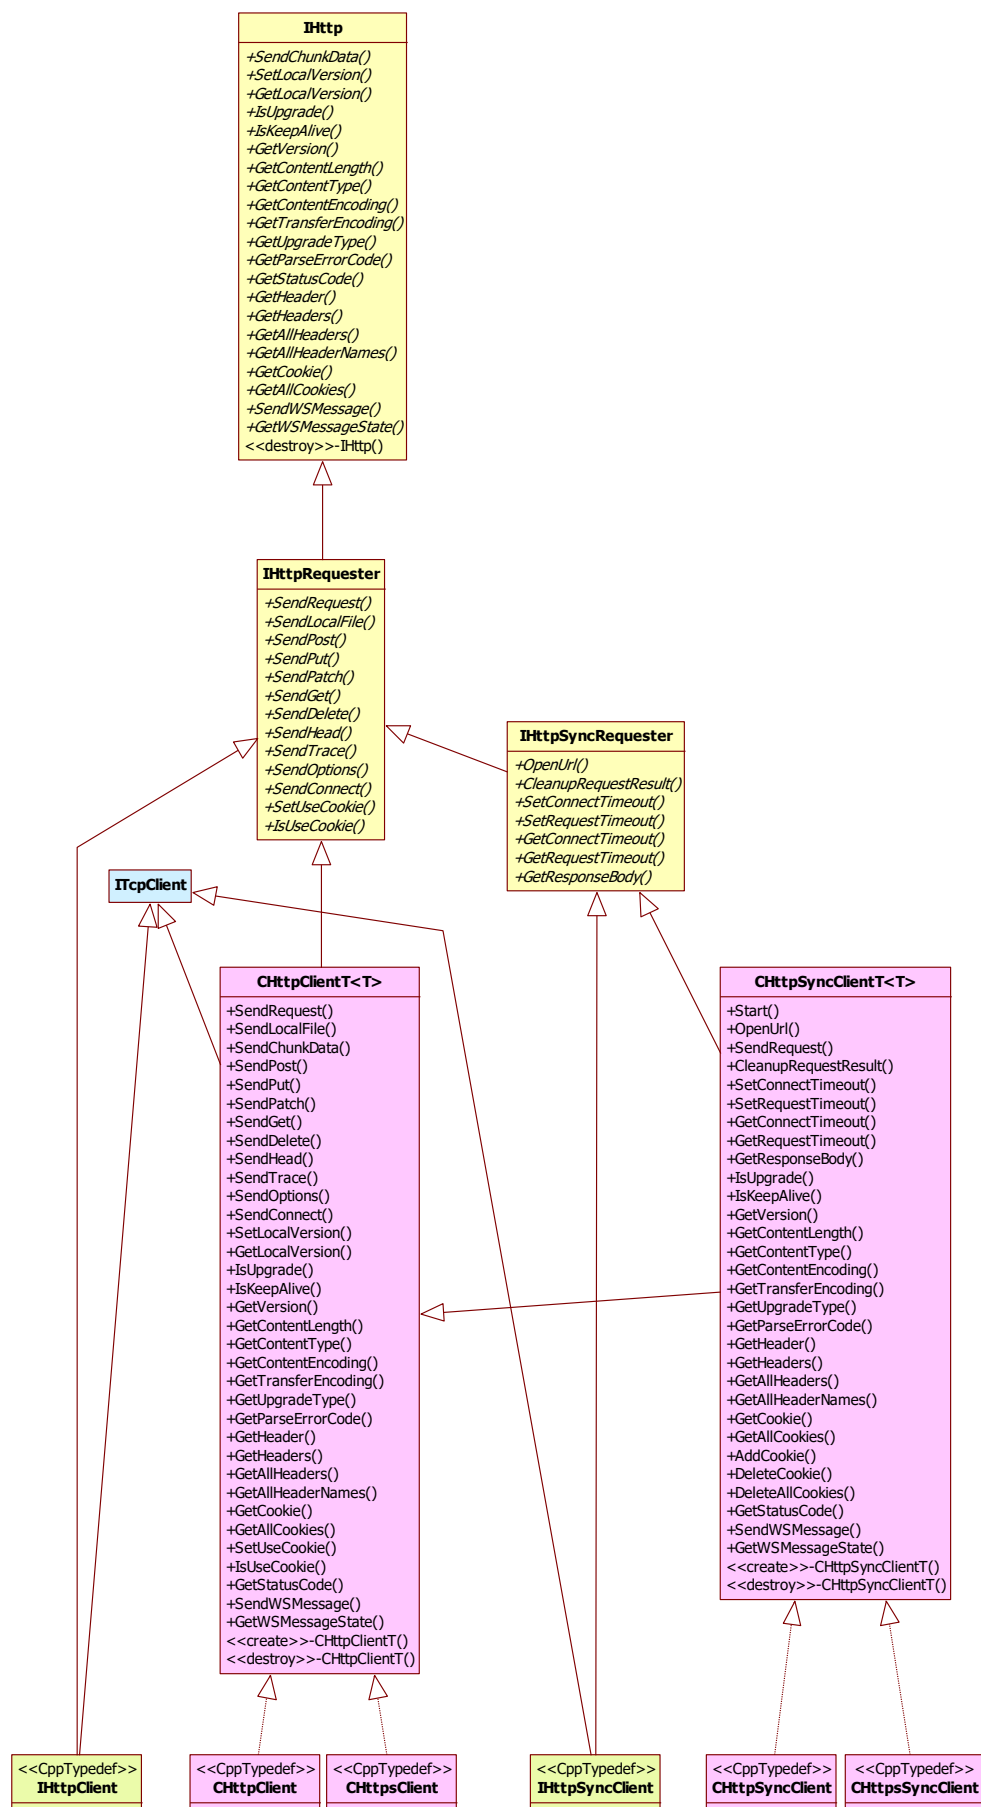 IHttp
+SendChunkData()
+SetLocalVersion()
+GetLocalVersion()
+IsUpgrade()
+IsKeepAlive()
+GetVersion()
+GetContentLength()
+GetContentType()
+GetContentEncoding()
+GetTransferEncoding()
+GetUpgradeType()
+GetParseErrorCode()
+GetStatusCode()
+GetHeader()
+GetHeaders()
+GetAllHeaders()
+GetAllHeaderNames()
+GetCookie()
+GetAllCookies()
+SendWSMessage()
+GetWSMessageState()
<<destroy>>-IHttp()
IHttpRequester
+SendRequest()
+SendLocalFile()
+SendPost()
+SendPut()
+SendPatch()
+SendGet()
+SendDelete()
+SendHead()
+SendTrace()
+SendOptions()
+SendConnect()
+SetUseCookie()
+IsUseCookie()
IHttpSyncRequester
+OpenUrl()
+CleanupRequestResult()
+SetConnectTimeout()
+SetRequestTimeout()
+GetConnectTimeout()
+GetRequestTimeout()
+GetResponseBody()
ITcpClient
CHttpClientT<T>
+SendRequest()
+SendLocalFile()
+SendChunkData()
+SendPost()
+SendPut()
+SendPatch()
+SendGet()
+SendDelete()
+SendHead()
+SendTrace()
+SendOptions()
+SendConnect()
+SetLocalVersion()
+GetLocalVersion()
+IsUpgrade()
+IsKeepAlive()
+GetVersion()
+GetContentLength()
+GetContentType()
+GetContentEncoding()
+GetTransferEncoding()
+GetUpgradeType()
+GetParseErrorCode()
+GetHeader()
+GetHeaders()
+GetAllHeaders()
+GetAllHeaderNames()
+GetCookie()
+GetAllCookies()
+SetUseCookie()
+IsUseCookie()
+GetStatusCode()
+SendWSMessage()
+GetWSMessageState()
<<create>>-CHttpClientT()
<<destroy>>-CHttpClientT()
CHttpSyncClientT<T>
+Start()
+OpenUrl()
+SendRequest()
+CleanupRequestResult()
+SetConnectTimeout()
+SetRequestTimeout()
+GetConnectTimeout()
+GetRequestTimeout()
+GetResponseBody()
+IsUpgrade()
+IsKeepAlive()
+GetVersion()
+GetContentLength()
+GetContentType()
+GetContentEncoding()
+GetTransferEncoding()
+GetUpgradeType()
+GetParseErrorCode()
+GetHeader()
+GetHeaders()
+GetAllHeaders()
+GetAllHeaderNames()
+GetCookie()
+GetAllCookies()
+AddCookie()
+DeleteCookie()
+DeleteAllCookies()
+GetStatusCode()
+SendWSMessage()
+GetWSMessageState()
<<create>>-CHttpSyncClientT()
<<destroy>>-CHttpSyncClientT()
<<CppTypedef>>
IHttpClient
<<CppTypedef>>
CHttpClient
<<CppTypedef>>
CHttpsClient
<<CppTypedef>>
IHttpSyncClient
<<CppTypedef>>
CHttpSyncClient
<<CppTypedef>>
CHttpsSyncClient